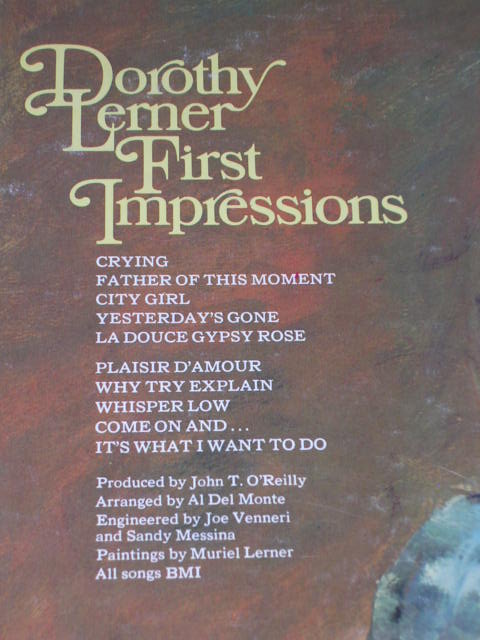 Dorothy
Lerner
First
Impressions
CRYING
FATHER OF THIS MOMENT
CITY GIRL
YESTERDAY'S GONE
LA DOUCE GYPSY ROSE
PLAISIR D'AMOUR
WHY TRY EXPLAIN
WHISPER LOW
COME ON AND...
IT'S WHAT I WANT TO DO
Produced by John T. O'Reilly
Arranged by Al Del Monte
Engineered by Joe Venneri
and Sandy Messina
Paintings by Muriel Lerner
All songs BMI